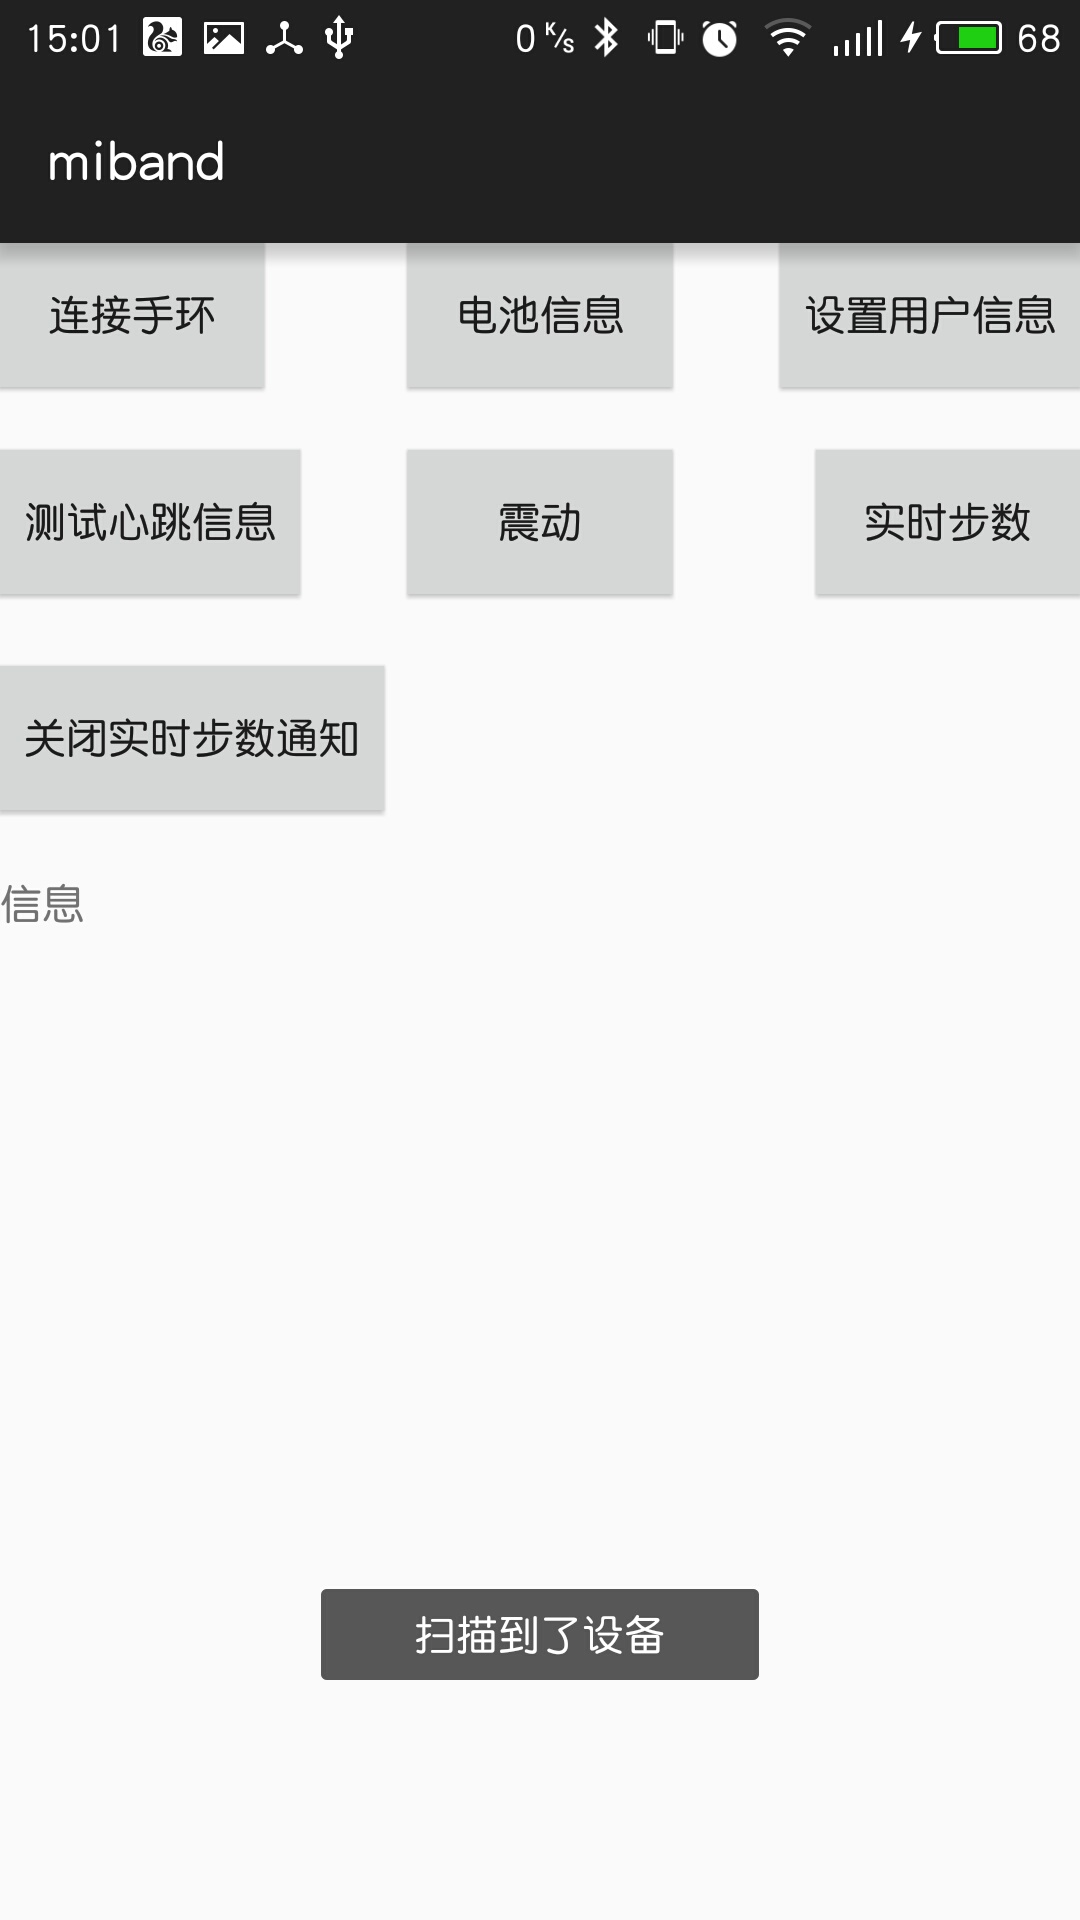 15:01 0 K/s 68
miband
连接手环 电池信息 设置用户信息
测试心跳信息 震动 实时步数
关闭实时步数通知
信息
扫描到了设备